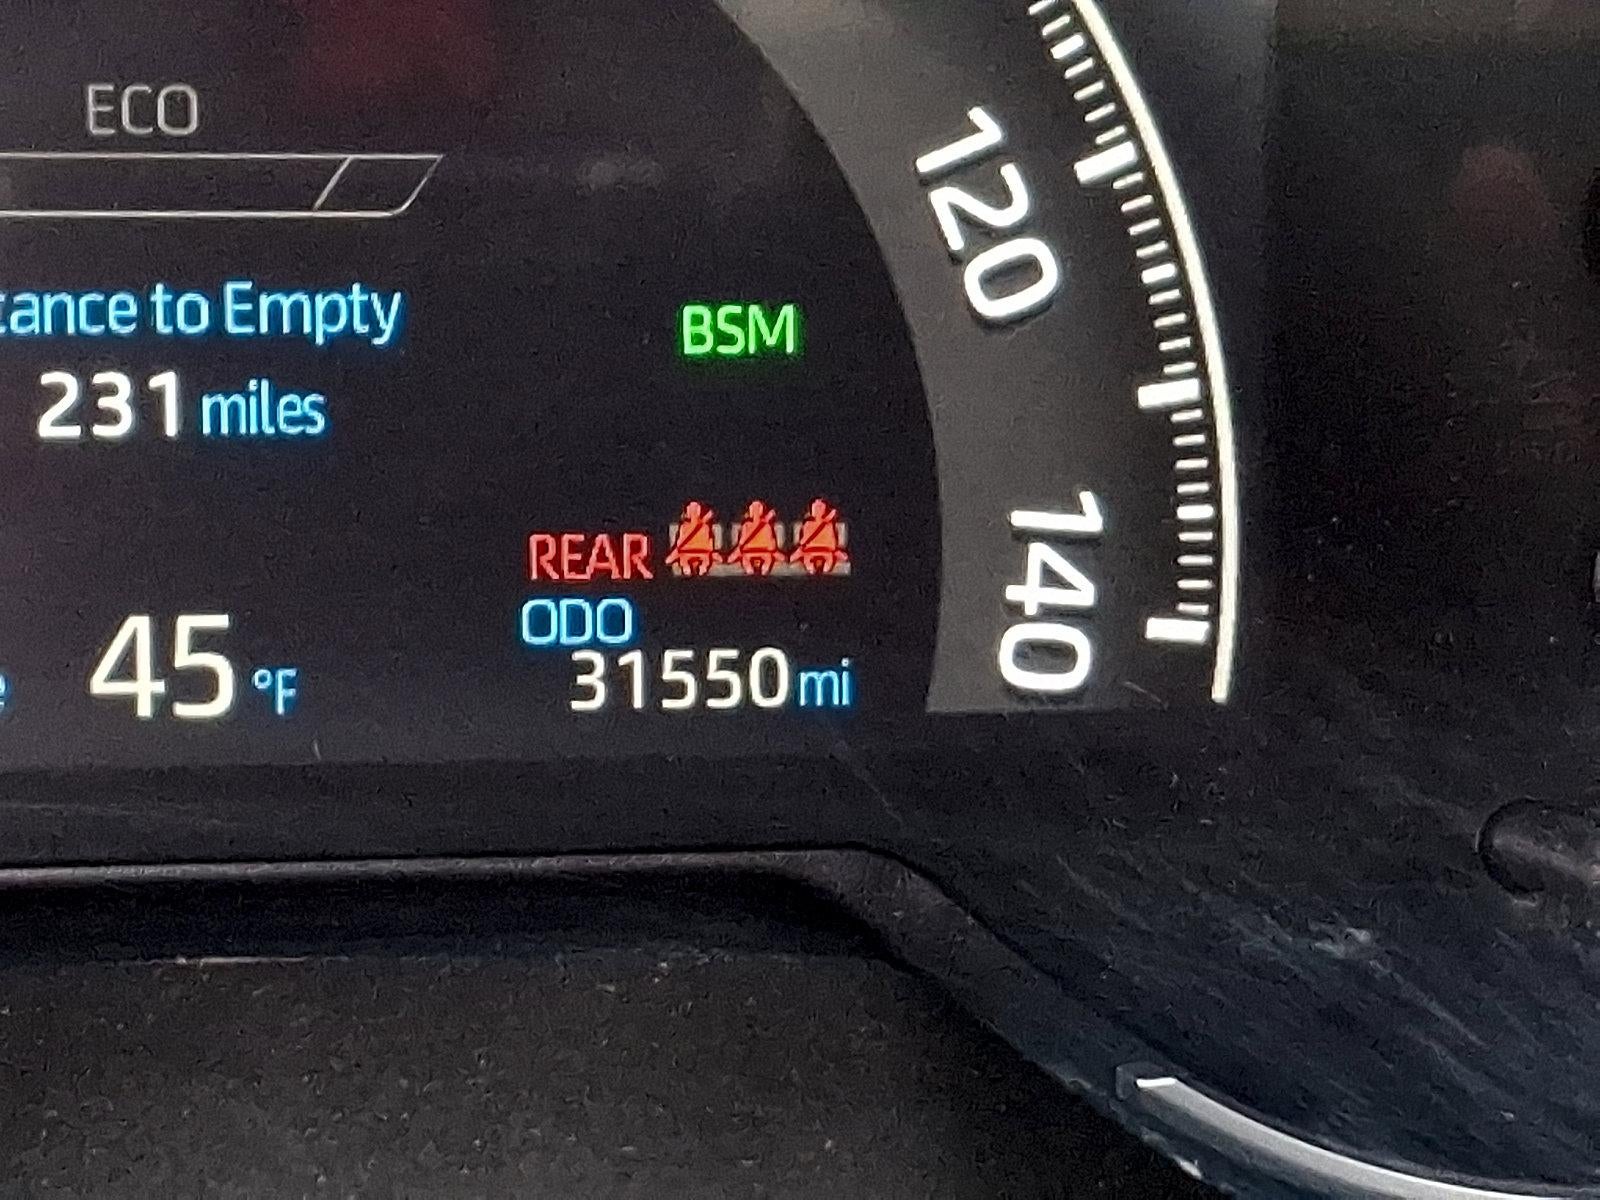 ECO
120
tance to Empty
BSM
231 miles
140
REAR
ODO
45 °F
31550 mi